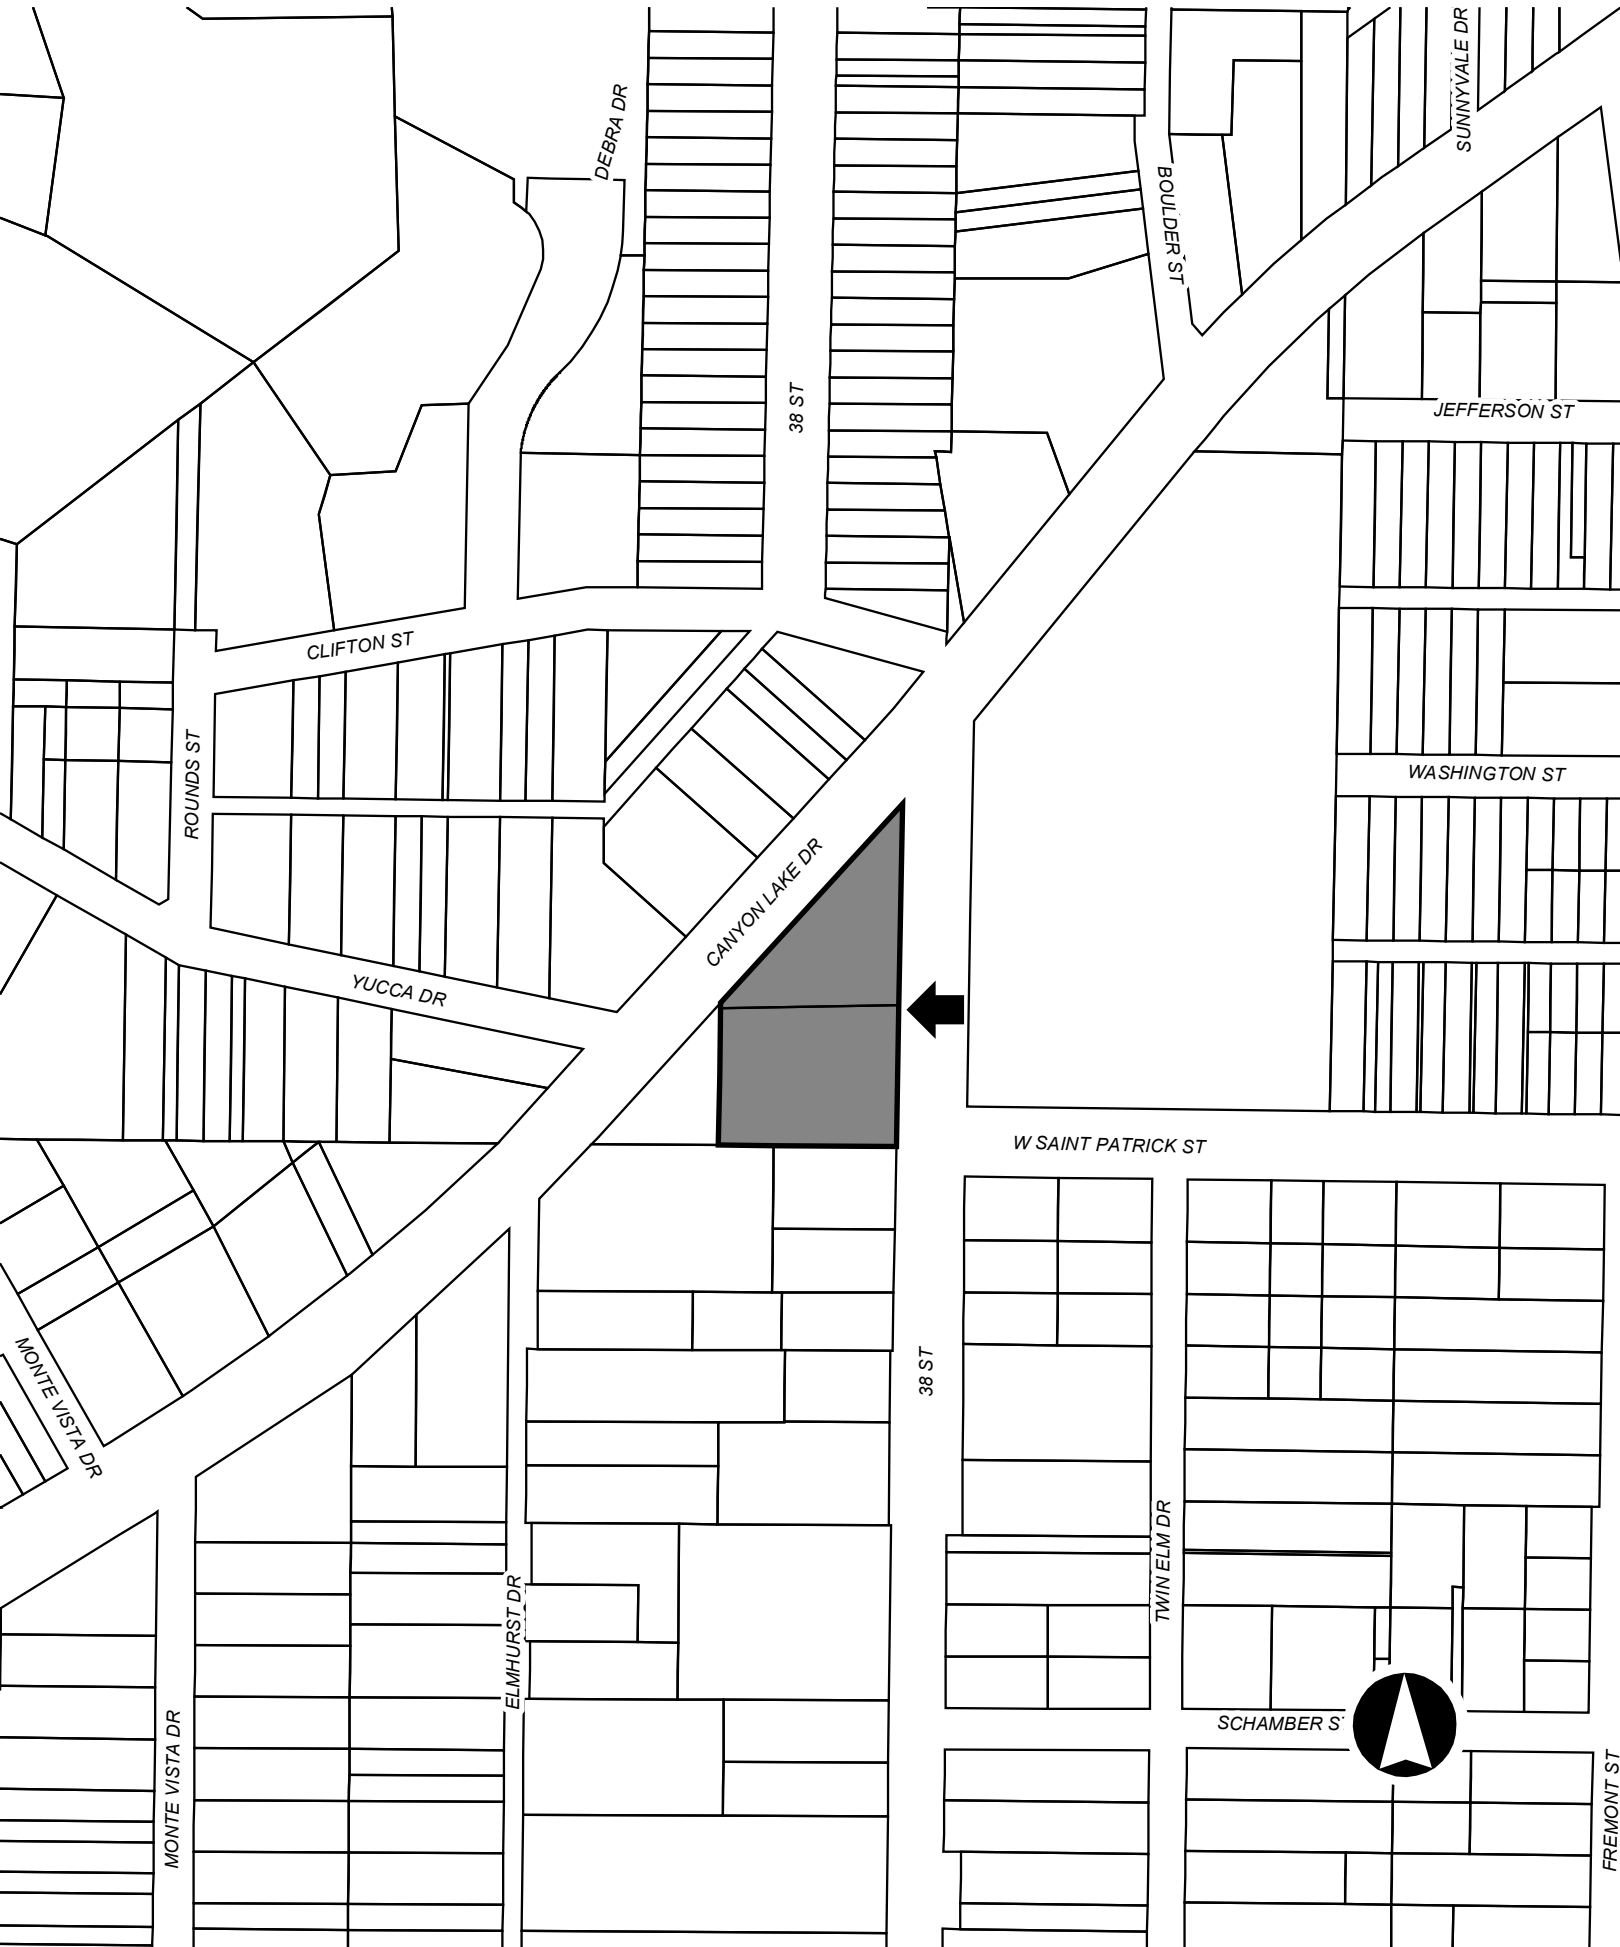 SUNNYVALE DR
DEBRA DR
BOULDER ST
38 ST
JEFFERSON ST
CLIFTON ST
ROUNDS ST
WASHINGTON ST
CANYON LAKE DR
YUCCA DR
W SAINT PATRICK ST
MONTE VISTA DR
38 ST
TWIN ELM DR
ELMHURST DR
SCHAMBER ST
MONTE VISTA DR
FREMONT ST